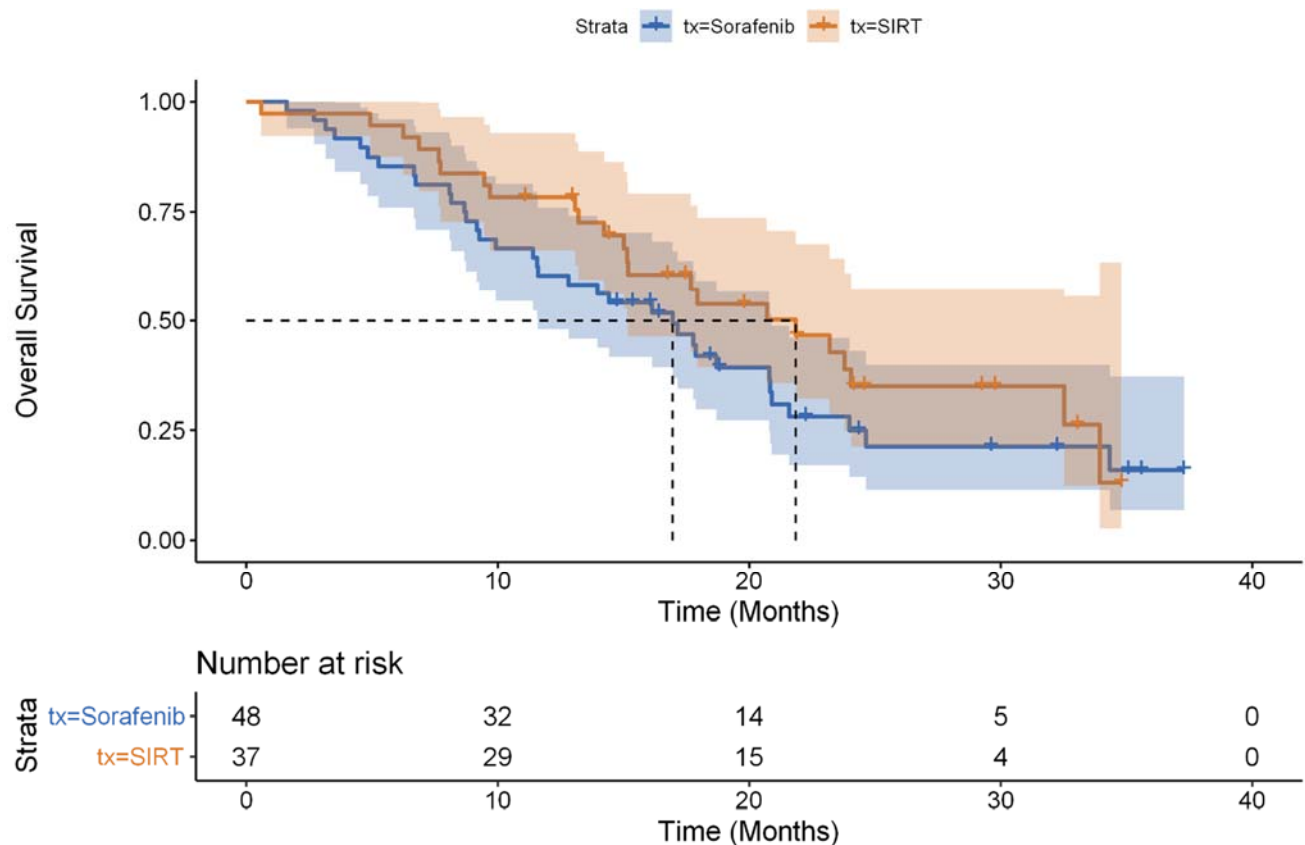 Strata tx=Sorafenib tx=SIRT
Overall Survival
1.00
0.75
0.50
0.25
0.00
0 10 20 30 40
Time (Months)
Number at risk
Strata
tx=Sorafenib 48 32 14 5 0
tx=SIRT 37 29 15 4 0
0 10 20 30 40
Time (Months)